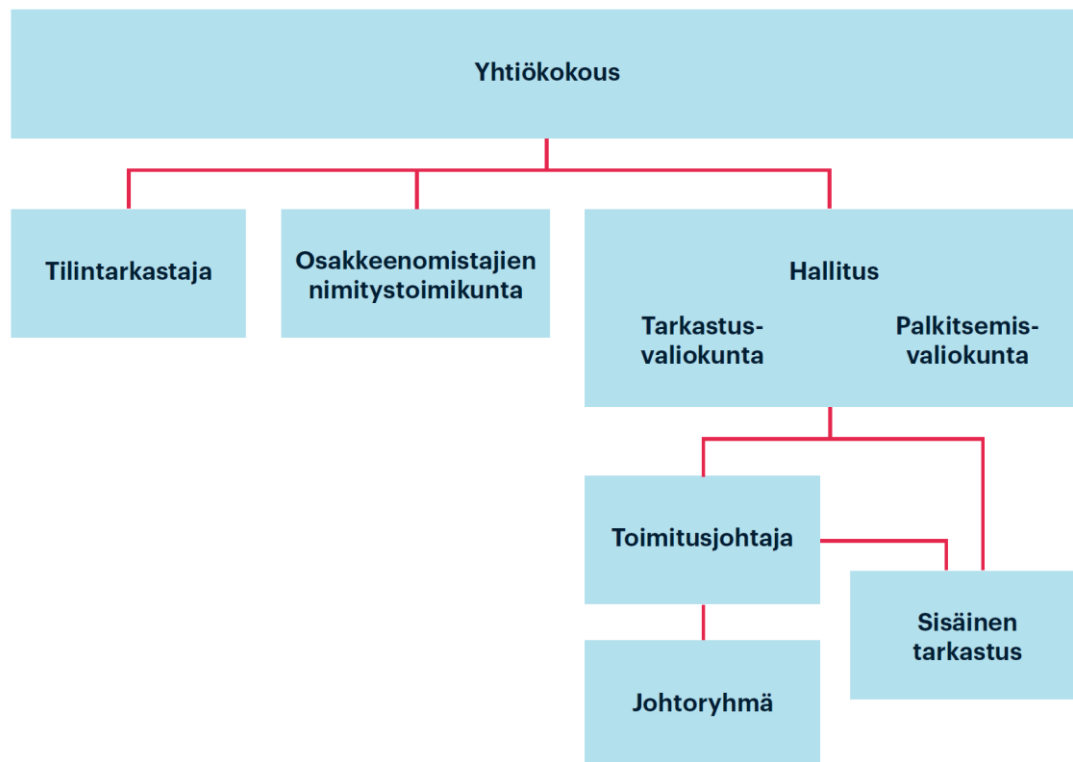 Yhtiökokous
Tilintarkastaja
Osakkeenomistajien
nimitystoimikunta
Hallitus
Tarkastus-
valiokunta
Palkitsemis-
valiokunta
Toimitusjohtaja
Sisäinen
tarkastus
Johtoryhmä